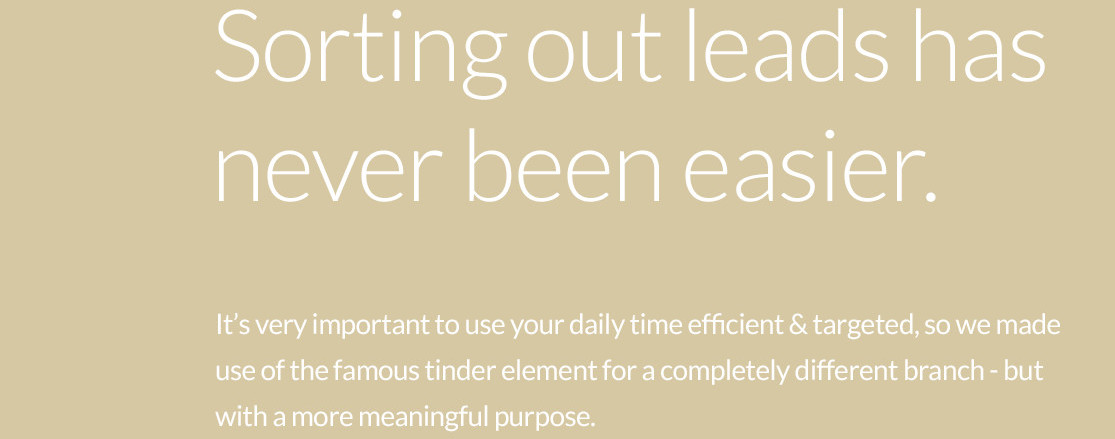 Sorting out leads has
never been easier.
It’s very important to use your daily time efficient & targeted, so we made
use of the famous tinder element for a completely different branch - but
with a more meaningful purpose.